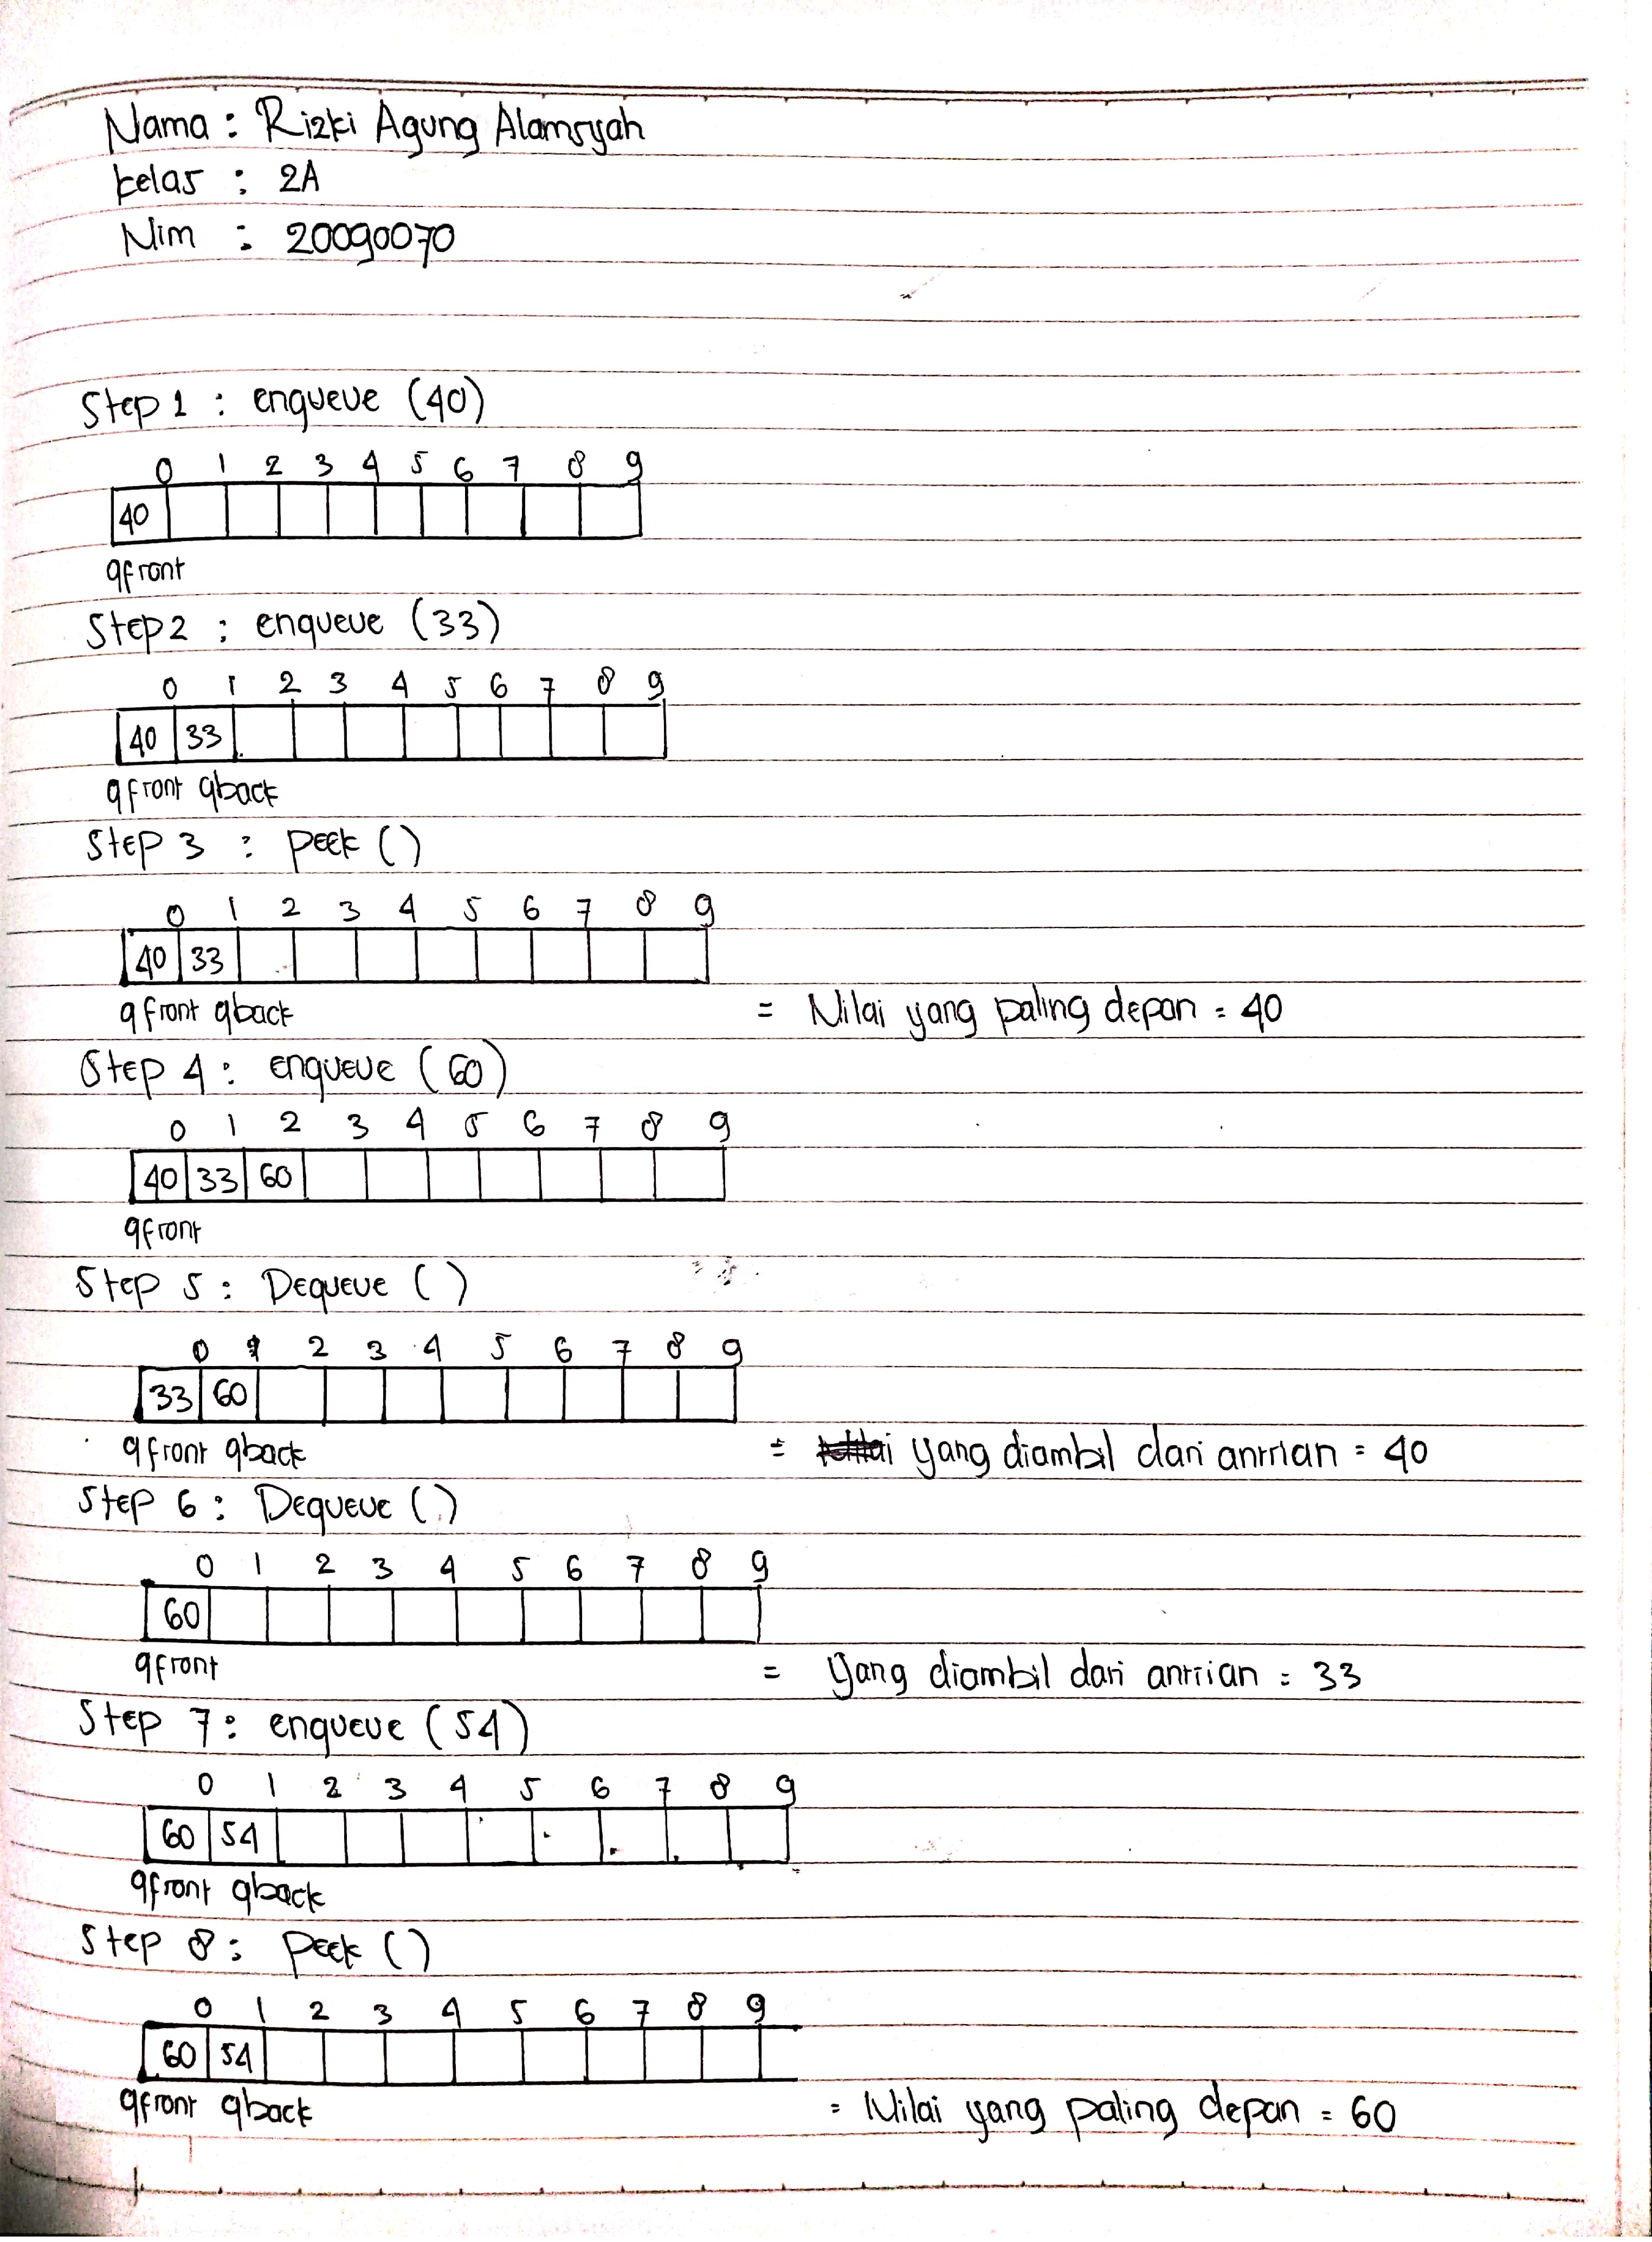 Nama : Rizki Agung Alamsyah
kelas : 2A
Nim : 20090070
Step 1 : enqueue (40)
0 1 2 3 4 5 6 7 8 9
40
qfront
Step 2 : enqueue (33)
0 1 2 3 4 5 6 7 8 9
40 33
qfront qback
Step 3 : peek ()
0 1 2 3 4 5 6 7 8 9
40 33
qfront qback = Nilai yang paling depan = 40
Step 4 : enqueue (60)
0 1 2 3 4 5 6 7 8 9
40 33 60
qfront
Step 5 : Dequeue ()
0 1 2 3 4 5 6 7 8 9
33 60
qfront qback = yang diambil dari antrian = 40
Step 6 : Dequeue ()
0 1 2 3 4 5 6 7 8 9
60
qfront = yang diambil dari antrian = 33
Step 7 : enqueue (54)
0 1 2 3 4 5 6 7 8 9
60 54
qfront qback
Step 8 : peek ()
0 1 2 3 4 5 6 7 8 9
60 54
qfront qback = Nilai yang paling depan = 60